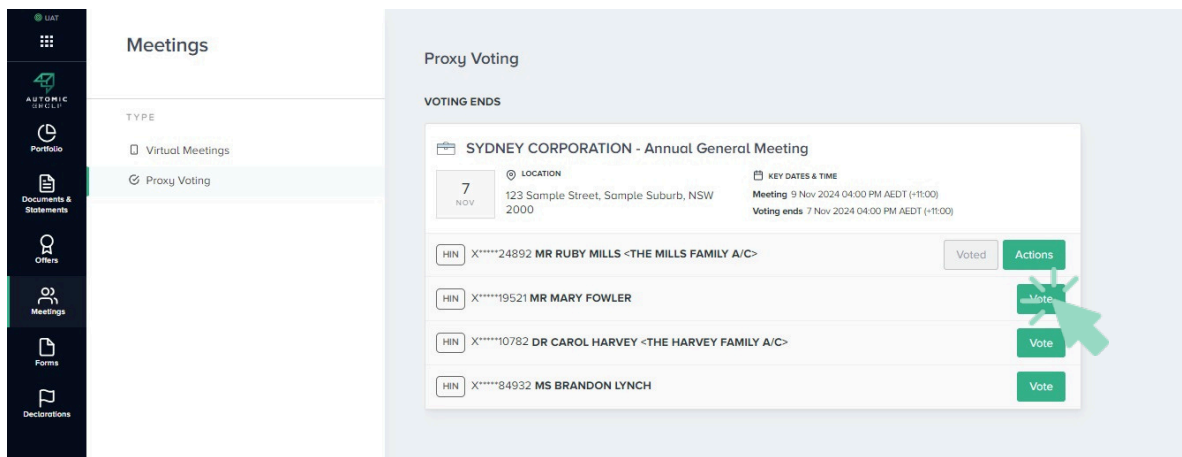 UAT
AUTOMIC
GROUP
Portfolio
Documents &
Statements
Offers
Meetings
Forms
Declarations
Meetings
TYPE
Virtual Meetings
Proxy Voting
Proxy Voting
VOTING ENDS
SYDNEY CORPORATION - Annual General Meeting
7
NOV
LOCATION
123 Sample Street, Sample Suburb, NSW
2000
KEY DATES & TIME
Meeting 9 Nov 2024 04:00 PM AEDT (+11:00)
Voting ends 7 Nov 2024 04:00 PM AEDT (+11:00)
HIN X*****24892 MR RUBY MILLS <THE MILLS FAMILY A/C> Voted Actions
HIN X*****19521 MR MARY FOWLER Vote
HIN X*****10782 DR CAROL HARVEY <THE HARVEY FAMILY A/C> Vote
HIN X*****84932 MS BRANDON LYNCH Vote